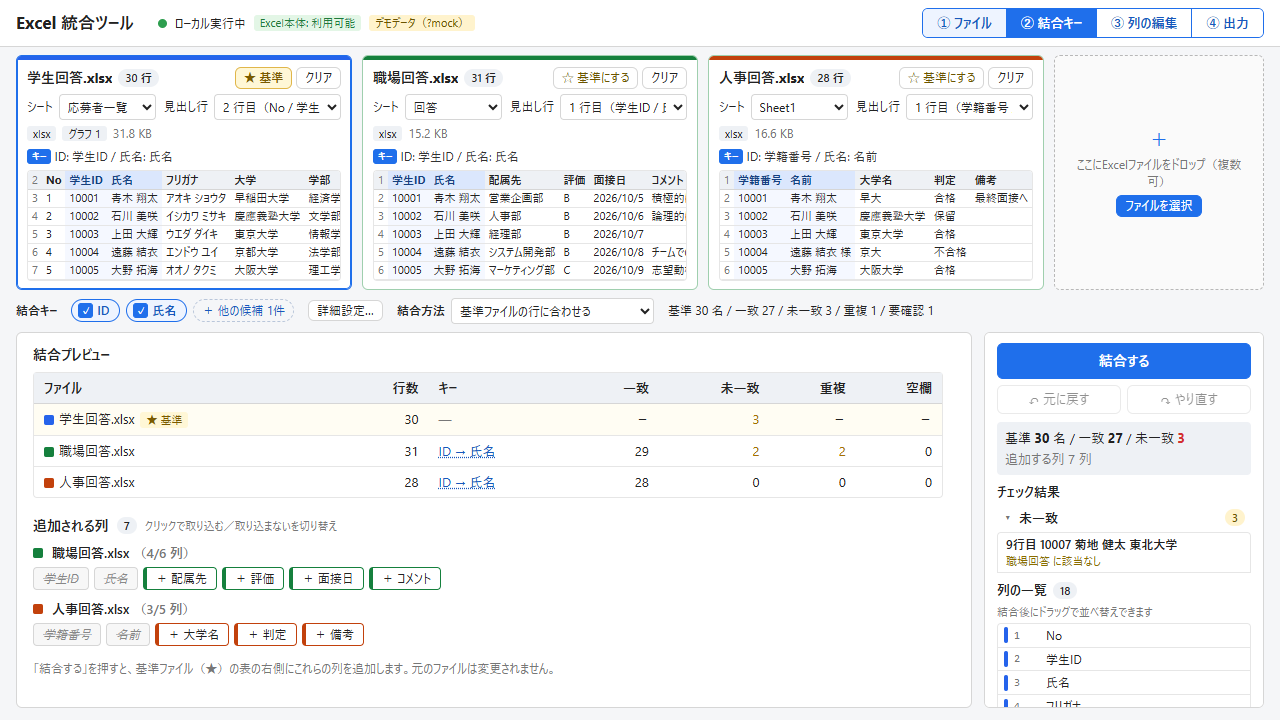 Excel 統合ツール ローカル実行中 Excel本体: 利用可能 デモデータ（?mock） ① ファイル ② 結合キー ③ 列の編集 ④ 出力
学生回答.xlsx 30 行 ★ 基準 クリア
シート 応募者一覧 見出し行 2 行目（No / 学生
xlsx グラフ 1 31.8 KB
キー ID: 学生ID / 氏名: 氏名
2 No 学生ID 氏名 フリガナ 大学 学部
3 1 10001 青木 翔太 アオキ ショウタ 早稲田大学 経済学
4 2 10002 石川 美咲 イシカワ ミサキ 慶應義塾大学 文学部
5 3 10003 上田 大輝 ウエダ ダイキ 東京大学 情報学
6 4 10004 遠藤 結衣 エンドウ ユイ 京都大学 法学部
7 5 10005 大野 拓海 オオノ タクミ 大阪大学 理工学
職場回答.xlsx 31 行 ☆ 基準にする クリア
シート 回答 見出し行 1 行目（学生ID / 氏
xlsx 15.2 KB
キー ID: 学生ID / 氏名: 氏名
1 学生ID 氏名 配属先 評価 面接日 コメント
2 10001 青木 翔太 営業企画部 B 2026/10/5 積極的
3 10002 石川 美咲 人事部 B 2026/10/6 論理的
4 10003 上田 大輝 経理部 B 2026/10/7
5 10004 遠藤 結衣 システム開発部 B 2026/10/8 チームで
6 10005 大野 拓海 マーケティング部 C 2026/10/9 志望動
人事回答.xlsx 28 行 ☆ 基準にする クリア
シート Sheet1 見出し行 1 行目（学籍番号
xlsx 16.6 KB
キー ID: 学籍番号 / 氏名: 名前
1 学籍番号 名前 大学名 判定 備考
2 10001 青木 翔太 早大 合格 最終面接へ
3 10002 石川 美咲 慶應義塾大学 保留
4 10003 上田 大輝 東京大学 合格
5 10004 遠藤 結衣 様 京大 不合格
6 10005 大野 拓海 大阪大学 合格
＋
ここにExcelファイルをドロップ（複数
可）
ファイルを選択
結合キー ID 氏名 ＋ 他の候補 1件 詳細設定... 結合方法 基準ファイルの行に合わせる 基準 30 名 / 一致 27 / 未一致 3 / 重複 1 / 要確認 1
結合プレビュー
ファイル 行数 キー 一致 未一致 重複 空欄
学生回答.xlsx ★ 基準 30 — – 3 – –
職場回答.xlsx 31 ID → 氏名 29 2 2 0
人事回答.xlsx 28 ID → 氏名 28 0 0 0
追加される列 7 クリックで取り込む／取り込まないを切り替え
職場回答.xlsx （4/6 列）
学生ID 氏名 ＋ 配属先 ＋ 評価 ＋ 面接日 ＋ コメント
人事回答.xlsx （3/5 列）
学籍番号 名前 ＋ 大学名 ＋ 判定 ＋ 備考
「結合する」を押すと、基準ファイル（★）の表の右側にこれらの列を追加します。元のファイルは変更されません。
結合する
↶ 元に戻す ↷ やり直す
基準 30 名 / 一致 27 / 未一致 3
追加する列 7 列
チェック結果
▾ 未一致 3
9行目 10007 菊地 健太 東北大学
職場回答 に該当なし
列の一覧 18
結合後にドラッグで並べ替えできます
1 No
2 学生ID
3 氏名
4 フリガナ